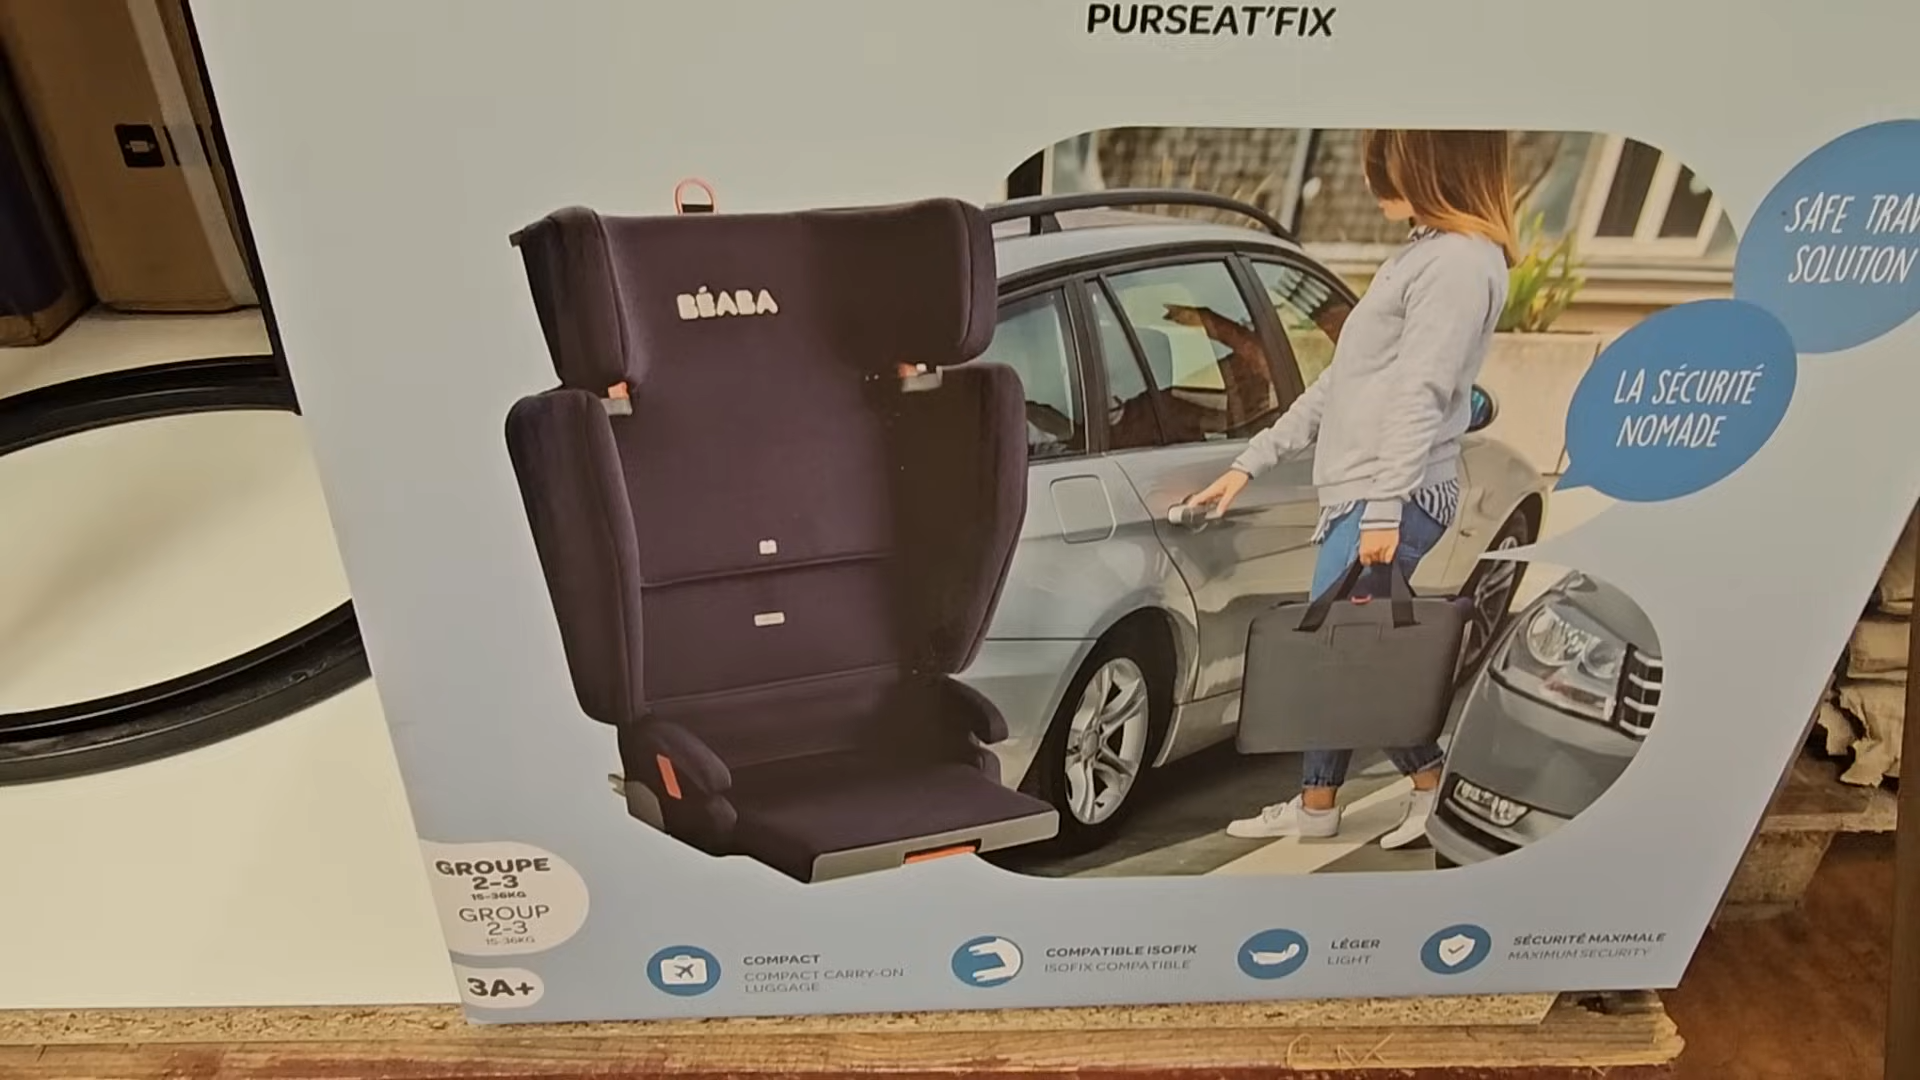 PURSEAT'FIX
BÉABA
SAFE
SOLUTION
LA SÉCURITÉ
NOMADE
GROUPE
2-3
15-36KG
GROUP
2-3
15-36KG
3A+
COMPACT
COMPACT CARRY-ON
LUGGAGE
COMPATIBLE ISOFIX
ISOFIX COMPATIBLE
LÉGER
LIGHT
SÉCURITÉ MAXIMALE
MAXIMUM SECURITY